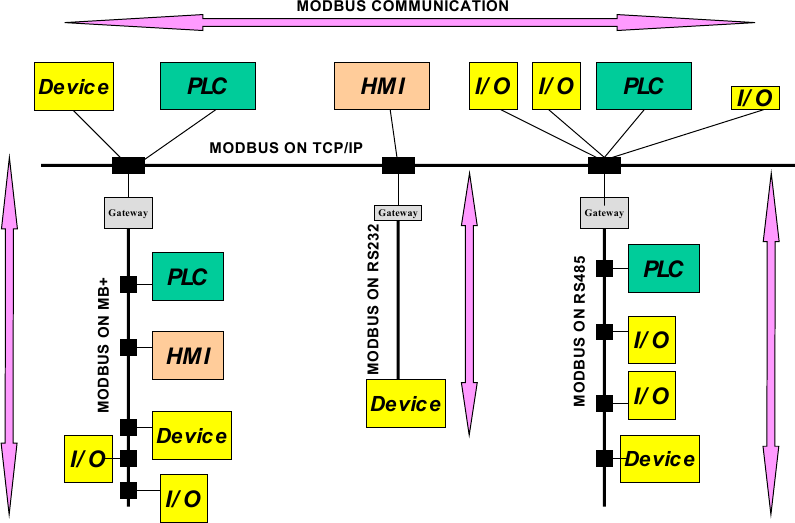 MODBUS COMMUNICATION
Device
PLC
HMI
I/O
I/O
PLC
I/O
MODBUS ON TCP/IP
Gateway
Gateway
Gateway
MODBUS ON MB+
PLC
HMI
Device
I/O
I/O
MODBUS ON RS232
Device
MODBUS ON RS485
PLC
I/O
I/O
Device